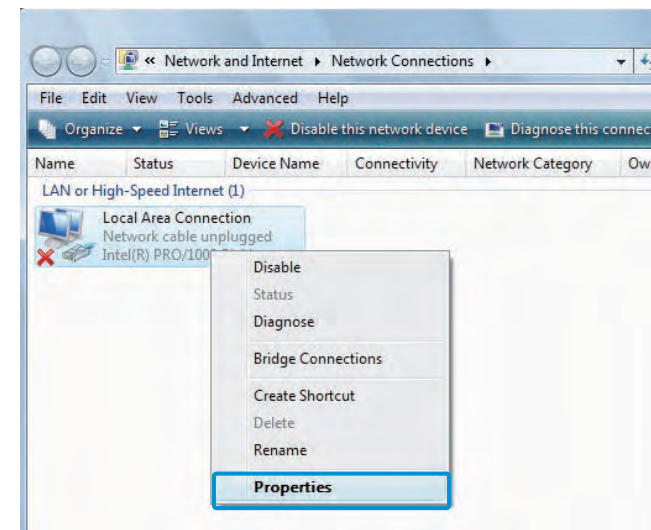 « Network and Internet ▸ Network Connections ▸
File Edit View Tools Advanced Help
Organize Views Disable this network device Diagnose this connec
Name Status Device Name Connectivity Network Category Ow
LAN or High-Speed Internet (1)
Local Area Connection
Network cable unplugged
Intel(R) PRO/100
Disable
Status
Diagnose
Bridge Connections
Create Shortcut
Delete
Rename
Properties